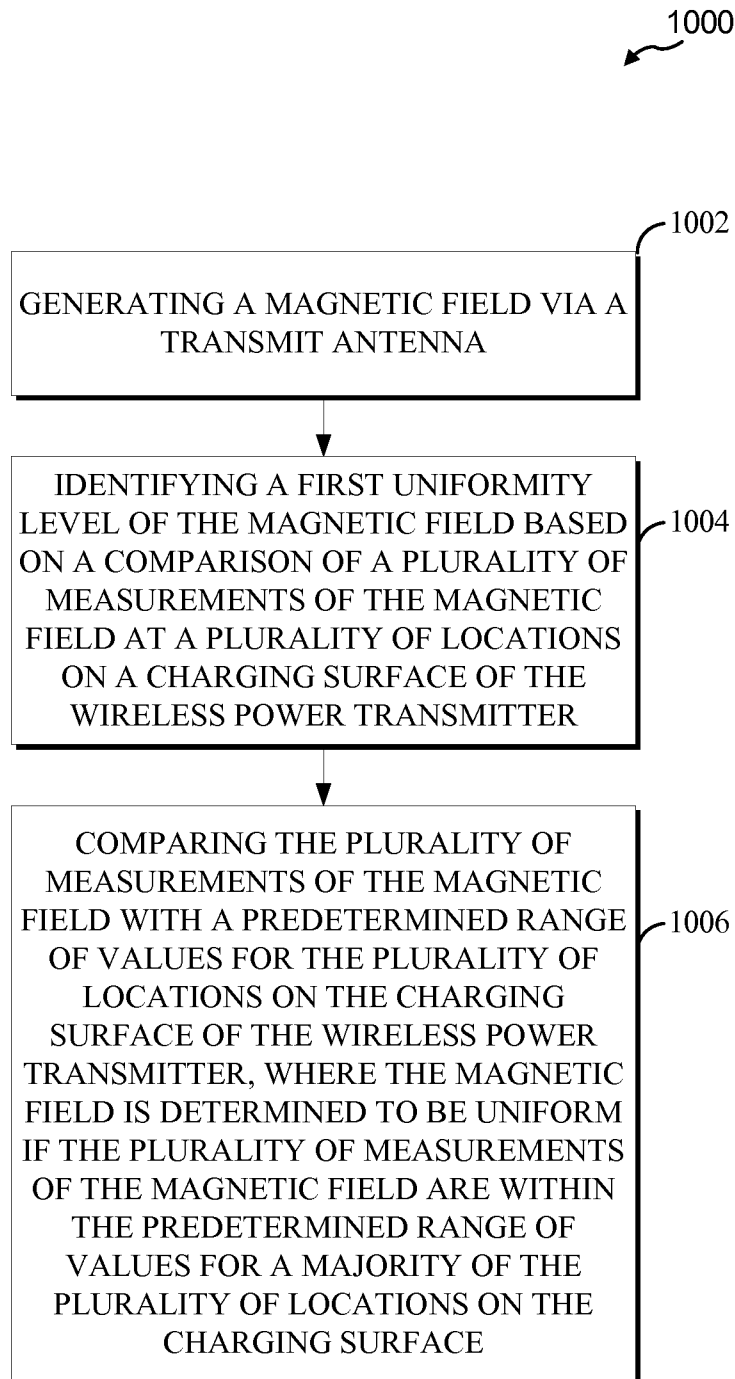 1000
1002
GENERATING A MAGNETIC FIELD VIA A
TRANSMIT ANTENNA
IDENTIFYING A FIRST UNIFORMITY
LEVEL OF THE MAGNETIC FIELD BASED
ON A COMPARISON OF A PLURALITY OF
MEASUREMENTS OF THE MAGNETIC
FIELD AT A PLURALITY OF LOCATIONS
ON A CHARGING SURFACE OF THE
WIRELESS POWER TRANSMITTER
1004
COMPARING THE PLURALITY OF
MEASUREMENTS OF THE MAGNETIC
FIELD WITH A PREDETERMINED RANGE
OF VALUES FOR THE PLURALITY OF
LOCATIONS ON THE CHARGING
SURFACE OF THE WIRELESS POWER
TRANSMITTER, WHERE THE MAGNETIC
FIELD IS DETERMINED TO BE UNIFORM
IF THE PLURALITY OF MEASUREMENTS
OF THE MAGNETIC FIELD ARE WITHIN
THE PREDETERMINED RANGE OF
VALUES FOR A MAJORITY OF THE
PLURALITY OF LOCATIONS ON THE
CHARGING SURFACE
1006